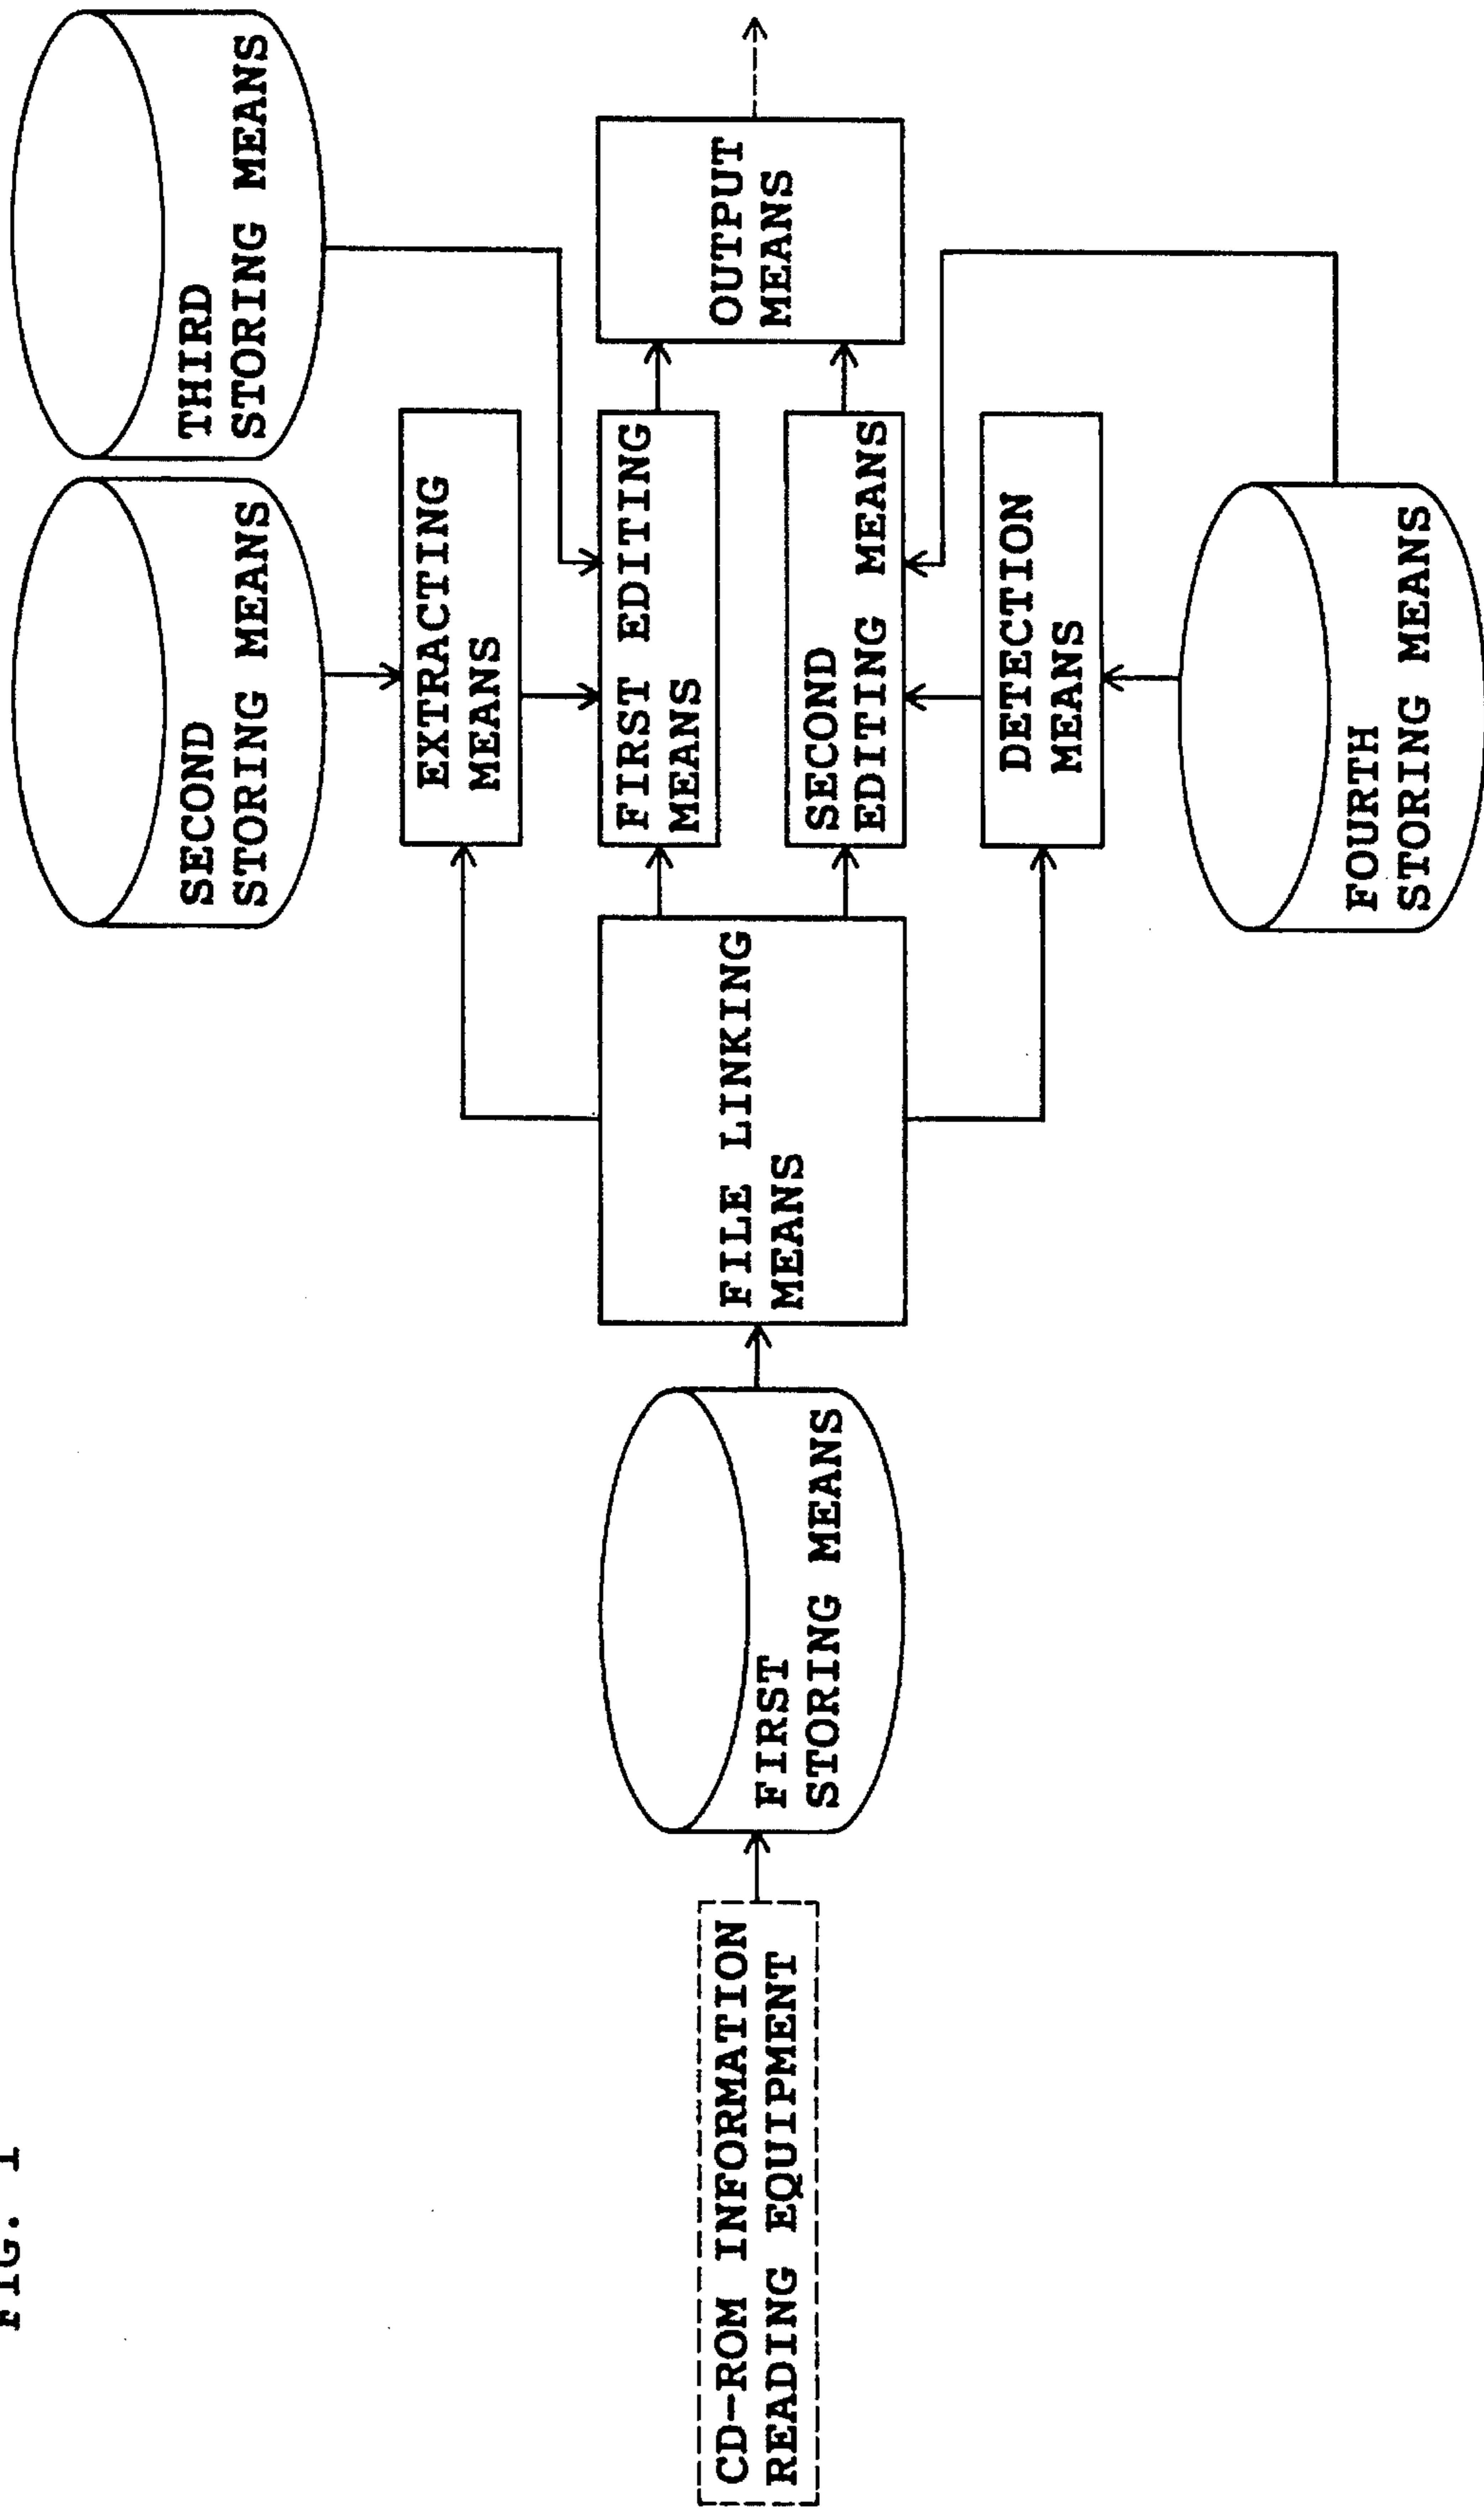 FIG. 1
CD-ROM INFORMATION
READING EQUIPMENT
FIRST
STORING MEANS
FILE LINKING
MEANS
SECOND
STORING MEANS
THIRD
STORING MEANS
EXTRACTING
MEANS
FIRST EDITING
MEANS
SECOND
EDITING MEANS
DETECTION
MEANS
FOURTH
STORING MEANS
OUTPUT
MEANS